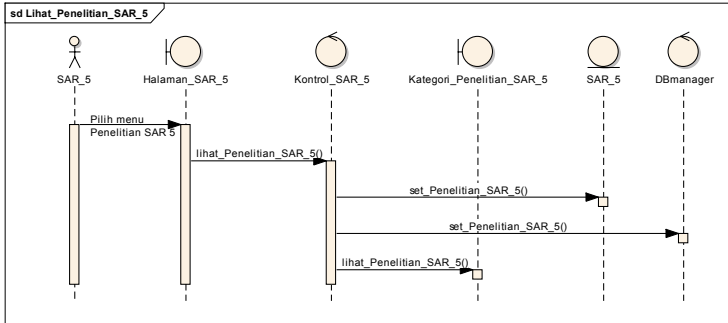 sd Lihat_Penelitian_SAR_5
SAR_5
Halaman_SAR_5
Kontrol_SAR_5
Kategori_Penelitian_SAR_5
SAR_5
DBmanager
Pilih menu
Penelitian SAR 5
lihat_Penelitian_SAR_5()
set_Penelitian_SAR_5()
set_Penelitian_SAR_5()
lihat_Penelitian_SAR_5()